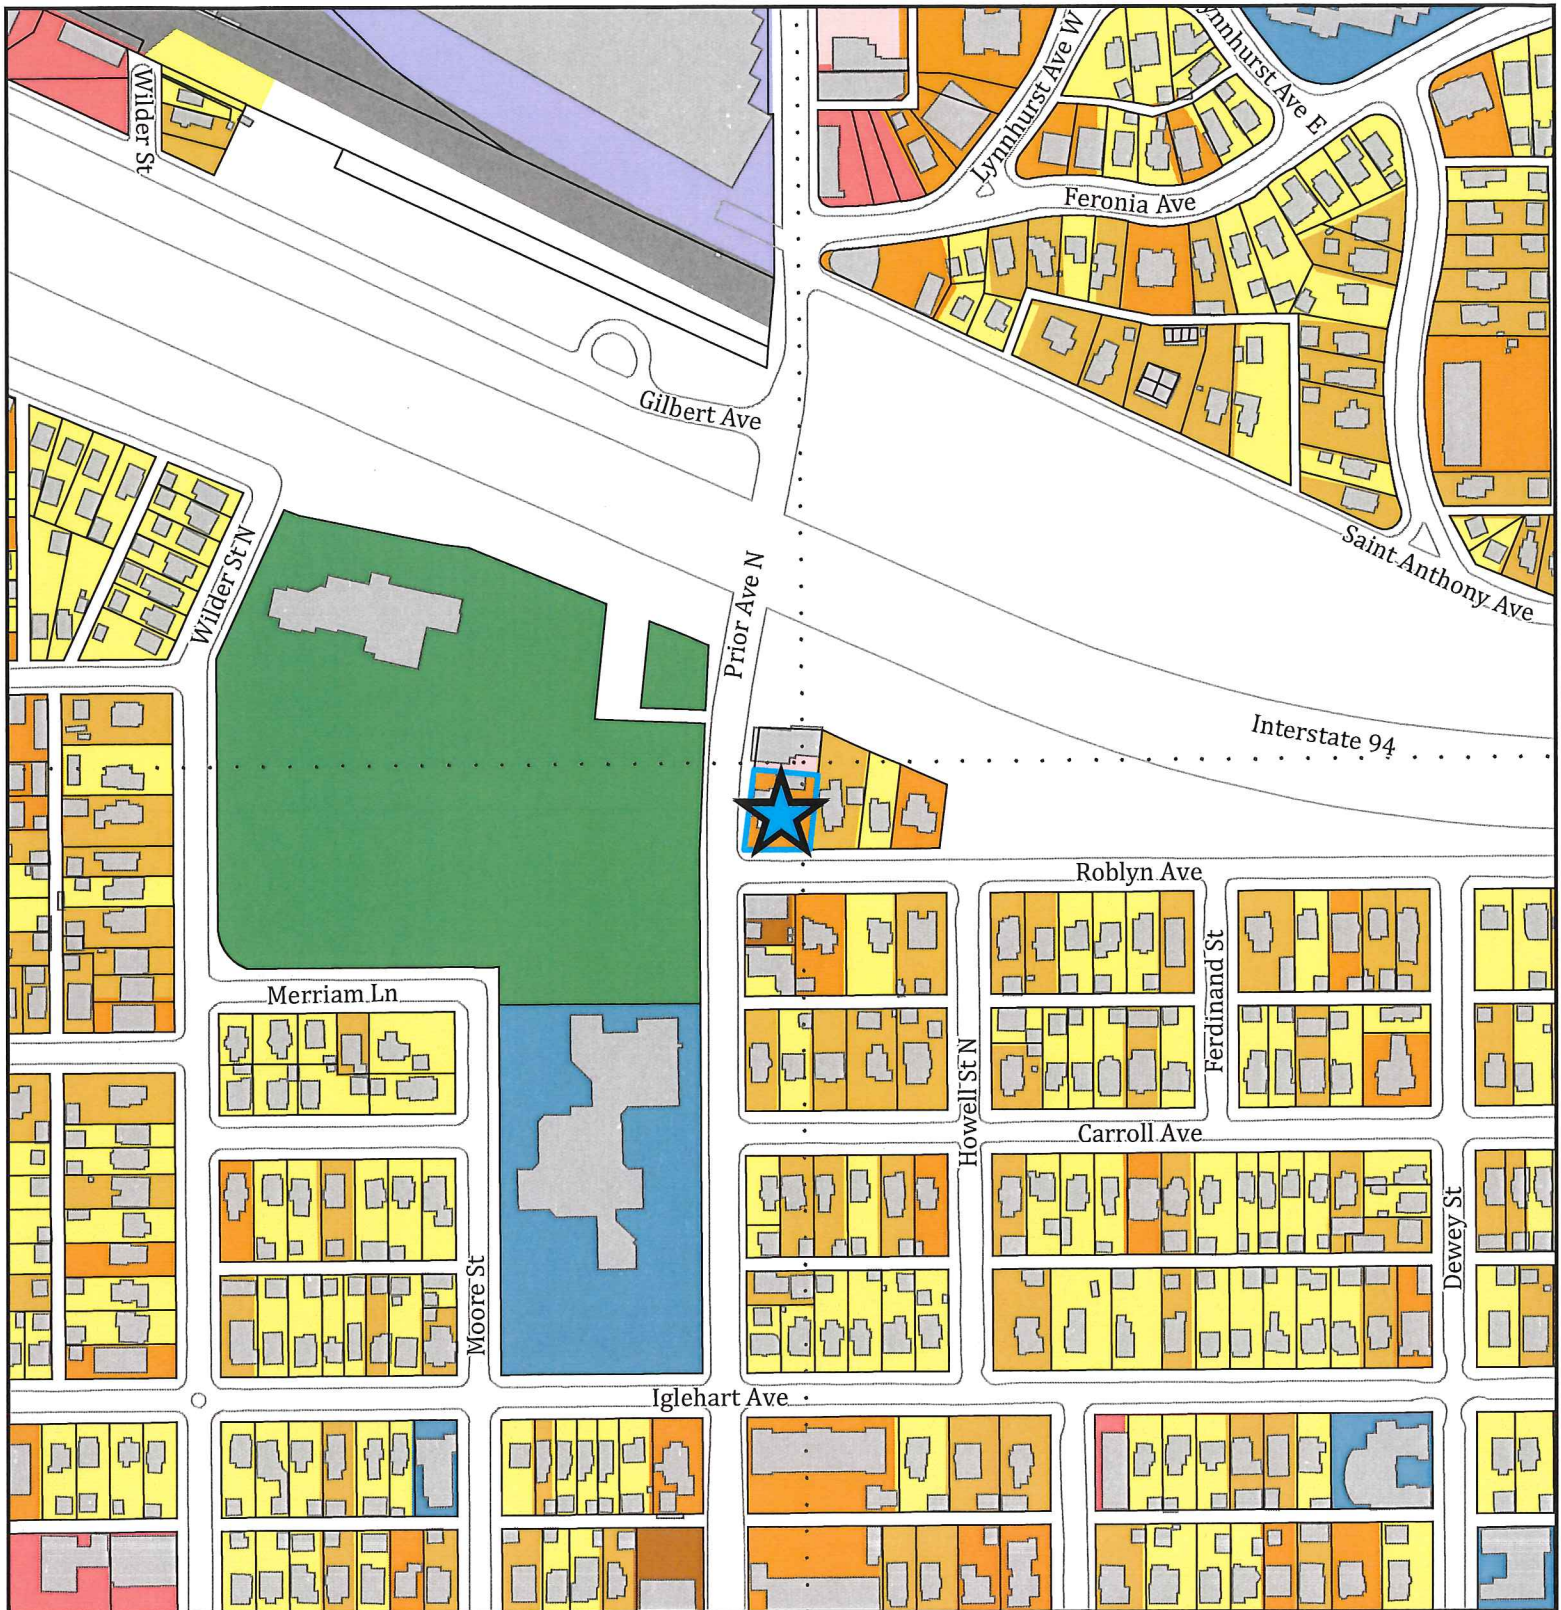 Lynnhurst Ave W
ynnhurst Ave E
Wilder St
Feronia Ave
Gilbert Ave
Saint Anthony Ave
Wilder St N
Prior Ave N
Interstate 94
Roblyn Ave
Ferdinand St
Merriam Ln
Howell St N
Carroll Ave
Dewey St
Moore St
Iglehart Ave